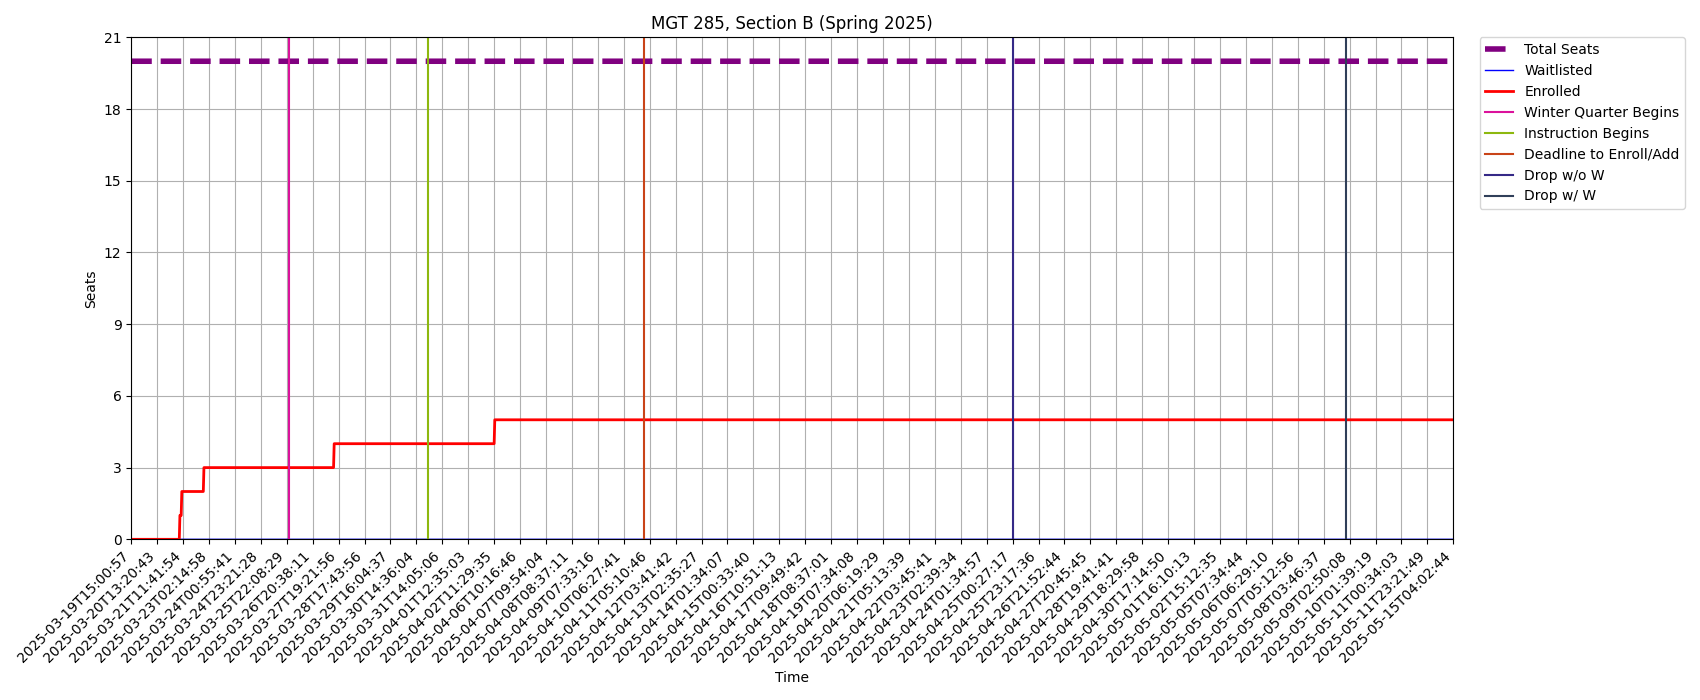 MGT 285, Section B (Spring 2025)
21
18
15
12
9
6
3
0
Seats
Total Seats
Waitlisted
Enrolled
Winter Quarter Begins
Instruction Begins
Deadline to Enroll/Add
Drop w/o W
Drop w/ W
2025-03-19T15:00:57
2025-03-20T13:20:43
2025-03-21T11:41:54
2025-03-23T02:14:58
2025-03-24T00:55:41
2025-03-24T23:21:28
2025-03-25T22:08:29
2025-03-26T20:38:11
2025-03-27T19:21:56
2025-03-28T17:43:56
2025-03-29T16:04:37
2025-03-30T14:36:04
2025-03-31T14:05:06
2025-04-01T12:35:03
2025-04-02T11:29:35
2025-04-06T10:16:46
2025-04-07T09:54:04
2025-04-08T08:37:11
2025-04-09T07:33:16
2025-04-10T06:27:41
2025-04-11T05:10:46
2025-04-12T03:41:42
2025-04-13T02:35:27
2025-04-14T01:34:07
2025-04-15T00:33:40
2025-04-16T10:51:13
2025-04-17T09:49:42
2025-04-18T08:37:01
2025-04-19T07:34:08
2025-04-20T06:19:29
2025-04-21T05:13:39
2025-04-22T03:45:41
2025-04-23T02:39:34
2025-04-24T01:34:57
2025-04-25T00:27:17
2025-04-25T23:17:36
2025-04-26T21:52:44
2025-04-27T20:45:45
2025-04-28T19:41:41
2025-04-29T18:29:58
2025-04-30T17:14:50
2025-05-01T16:10:13
2025-05-02T15:12:35
2025-05-05T07:34:44
2025-05-06T06:29:10
2025-05-07T05:12:56
2025-05-08T03:46:37
2025-05-09T02:50:08
2025-05-10T01:39:19
2025-05-11T00:34:03
2025-05-11T23:21:49
2025-05-15T04:02:44
Time